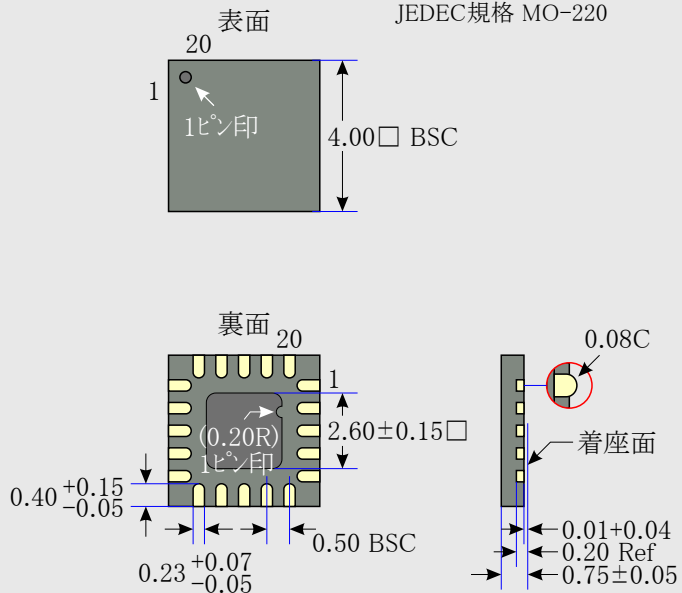 JEDEC規格 MO-220
表面
20
1
1ピン印
4.00□ BSC
裏面
20
1
(0.20R)
1ピン印
2.60±0.15□
0.40 +0.15 -0.05
0.50 BSC
0.23 +0.07 -0.05
0.08C
着座面
0.01+0.04
0.20 Ref
0.75±0.05